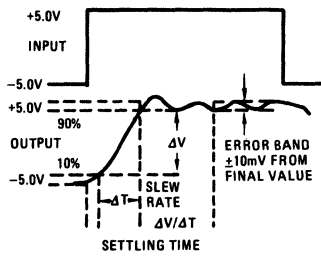 +5.0V
INPUT
-5.0V
+5.0V
90%
OUTPUT
10%
-5.0V
ΔV
ERROR BAND
±10mV FROM
FINAL VALUE
ΔT
SLEW
RATE
ΔV/ΔT
SETTLING TIME